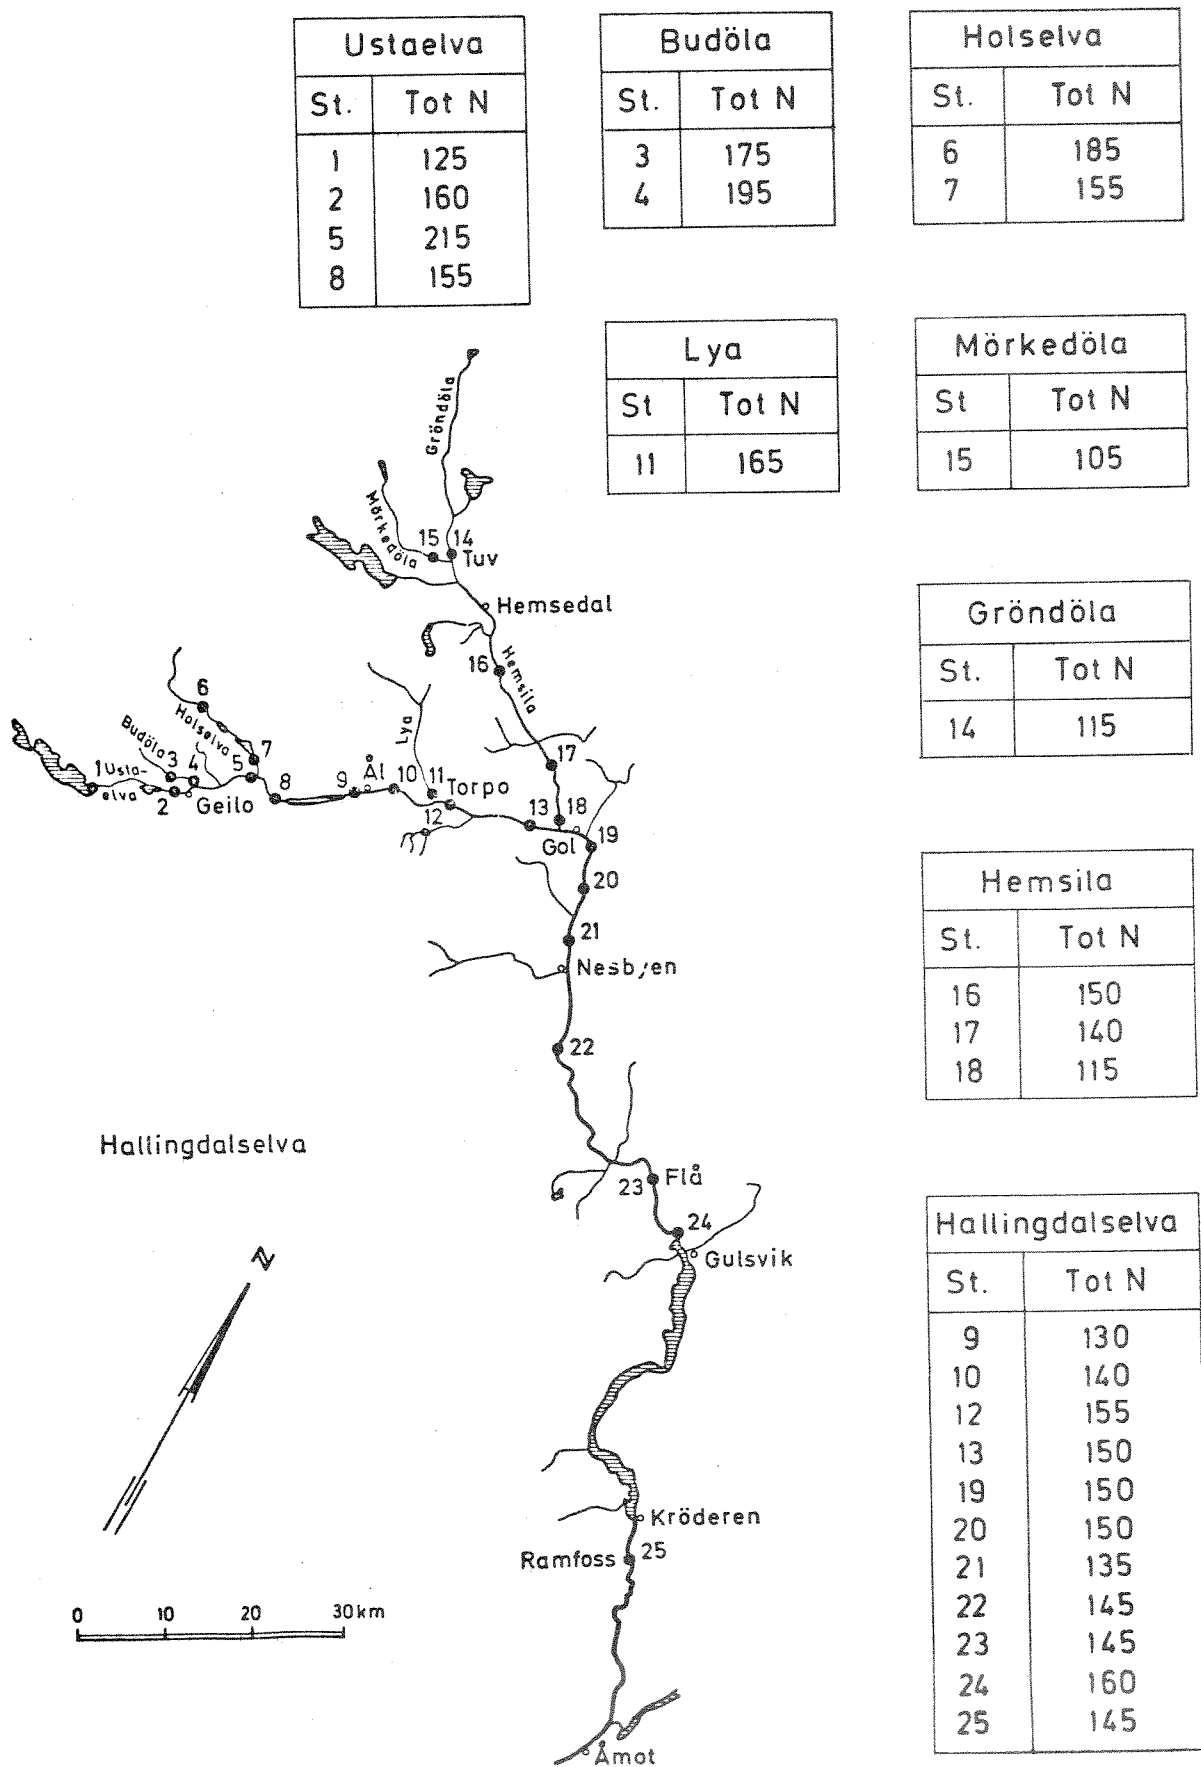 Ustaelva
St. Tot N
1 125
2 160
5 215
8 155
Budöla
St. Tot N
3 175
4 195
Holselva
St. Tot N
6 185
7 155
Lya
St Tot N
11 165
Mörkedöla
St Tot N
15 105
Gröndöla
St. Tot N
14 115
Hemsila
St. Tot N
16 150
17 140
18 115
Hallingdalselva
St. Tot N
9 130
10 140
12 155
13 150
19 150
20 150
21 135
22 145
23 145
24 160
25 145
Gröndöla
Mörkedöla
15
14
Tuv
Hemsedal
16
Hemsila
6
Holselva
Lya
Budöla
7
17
1 Usta-
elva
3
4
5
2
Geilo
8
9
Ål
10
11
Torpo
12
13
18
Gol
19
20
21
Nesbyen
22
Hallingdalselva
23
Flå
24
Gulsvik
N
Kröderen
Ramfoss
25
0 10 20 30 km
Åmot